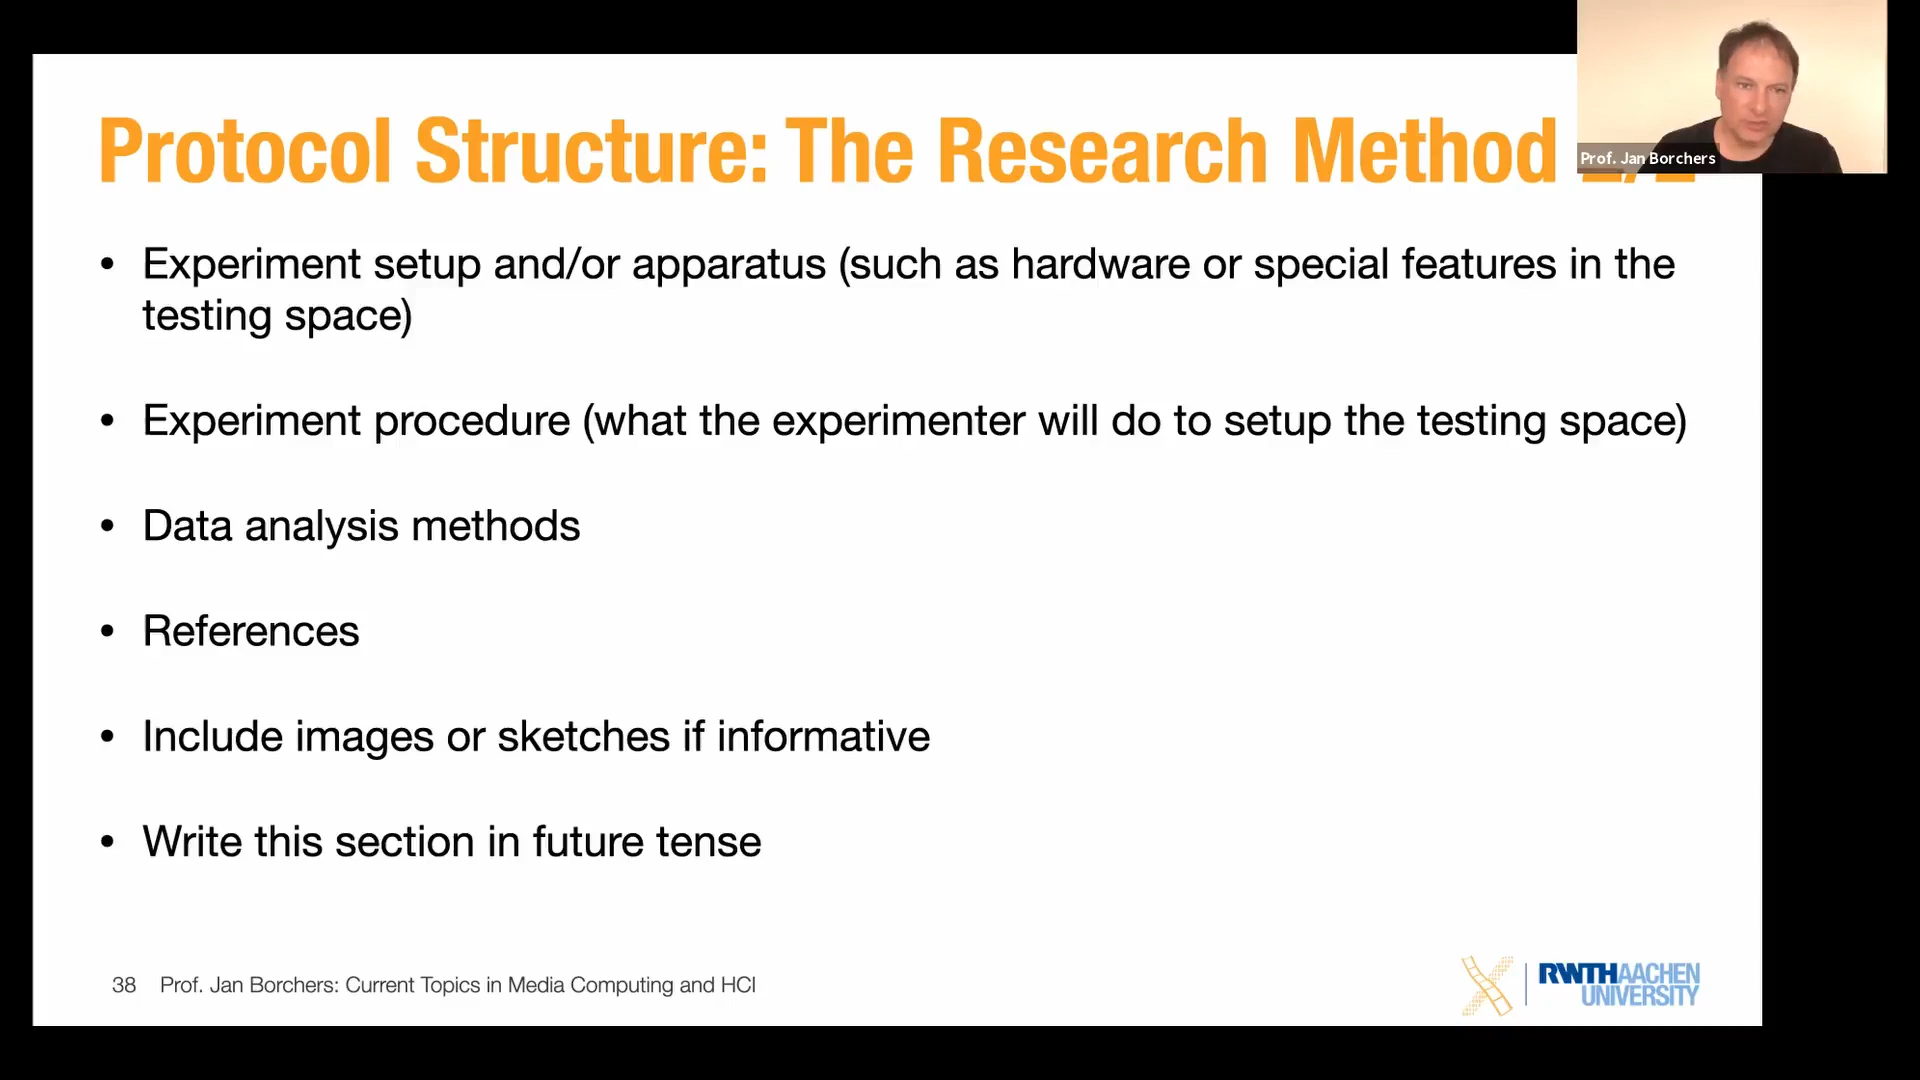 Protocol Structure: The Research Method
Prof. Jan Borchers
• Experiment setup and/or apparatus (such as hardware or special features in the
testing space)
• Experiment procedure (what the experimenter will do to setup the testing space)
• Data analysis methods
• References
• Include images or sketches if informative
• Write this section in future tense
38 Prof. Jan Borchers: Current Topics in Media Computing and HCI
RWTHAACHEN
UNIVERSITY